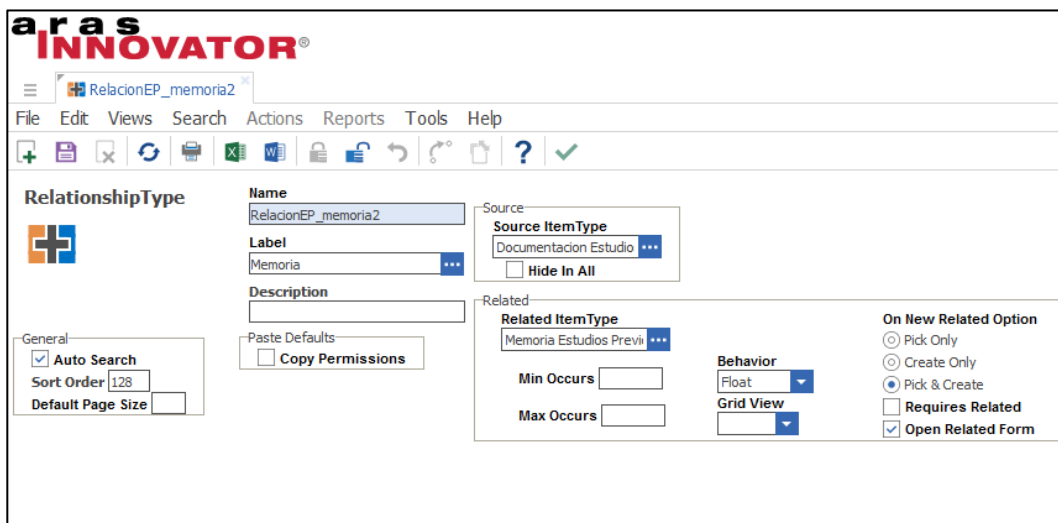 aras
INNOVATOR®
RelacionEP_memoria2
File Edit Views Search Actions Reports Tools Help
RelationshipType
Name
RelacionEP_memoria2
Label
Memoria
Description
Source
Source ItemType
Documentacion Estudio
Hide In All
General
Auto Search
Sort Order 128
Default Page Size
Paste Defaults
Copy Permissions
Related
Related ItemType
Memoria Estudios Previ
Min Occurs
Max Occurs
Behavior
Float
Grid View
On New Related Option
Pick Only
Create Only
Pick & Create
Requires Related
Open Related Form